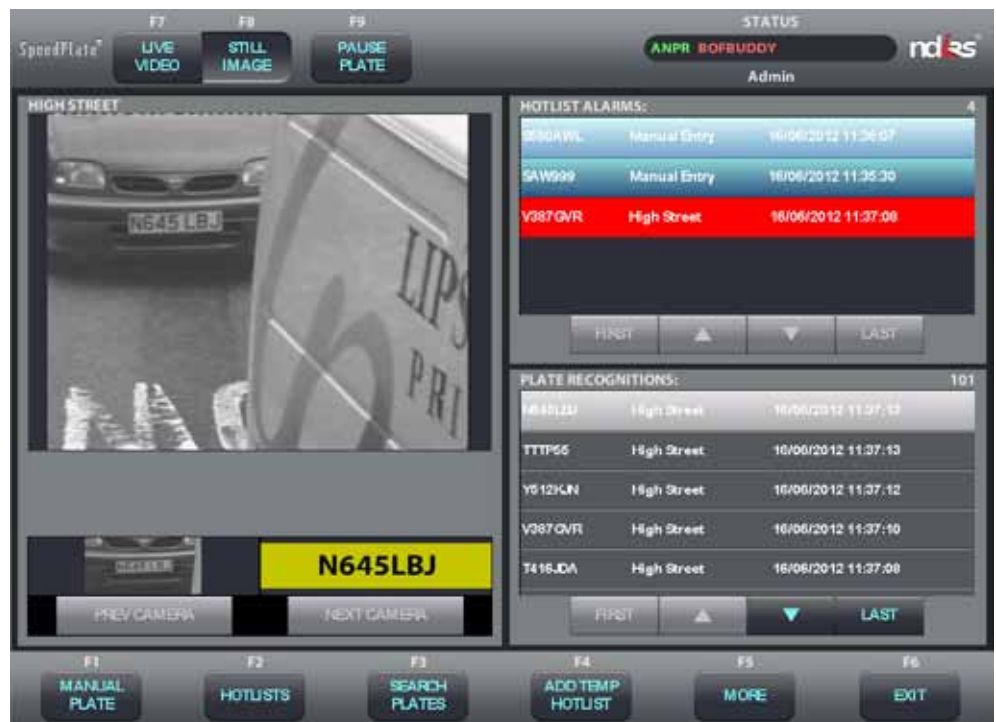 F7 F8 F9 STATUS
SpeedPlate
LIVE VIDEO
STILL IMAGE
PAUSE PLATE
ANPR BOFBUDDY
ndi-rs
Admin
HIGH STREET
N645 LBJ
LIPS
PRI
N645LBJ
PREV CAMERA NEXT CAMERA
HOTLIST ALARMS: 4
Manual Entry 16/06/2012 11:36:07
SAW999 Manual Entry 16/06/2012 11:35:30
V387GVR High Street 16/06/2012 11:37:08
FIRST ▲ ▼ LAST
PLATE RECOGNITIONS: 101
N645LBJ High Street 16/06/2012 11:37:13
TTTP55 High Street 16/06/2012 11:37:13
Y512KJN High Street 16/06/2012 11:37:12
V387GVR High Street 16/06/2012 11:37:10
T416JDA High Street 16/06/2012 11:37:08
FIRST ▲ ▼ LAST
F1 F2 F3 F4 F5 F6
MANUAL PLATE
HOTLISTS
SEARCH PLATES
ADD TEMP HOTLIST
MORE
EXIT